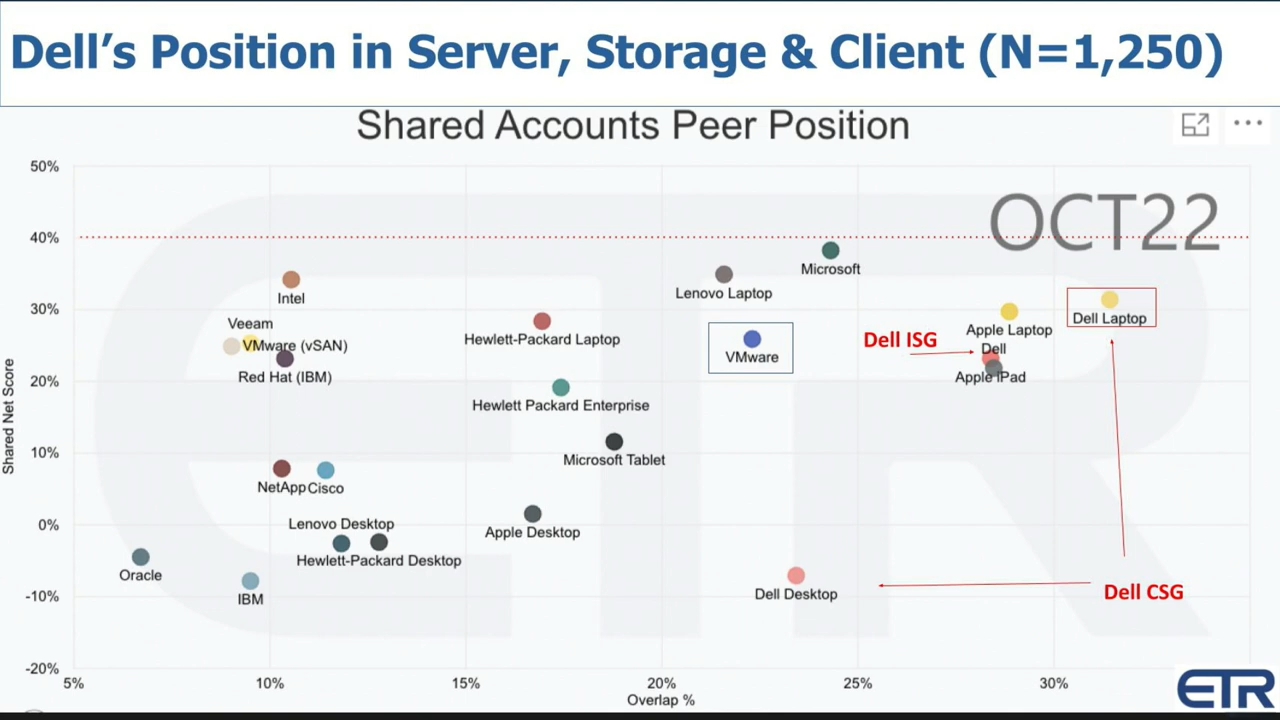 Dell's Position in Server, Storage & Client (N=1,250)
Shared Accounts Peer Position
OCT22
50%
40%
30%
20%
10%
0%
-10%
-20%
Shared Net Score
Microsoft
Lenovo Laptop
Intel
Dell Laptop
Veeam
Hewlett-Packard Laptop
Apple Laptop
VMware (vSAN)
VMware
Dell ISG
Dell
Red Hat (IBM)
Apple iPad
Hewlett Packard Enterprise
Microsoft Tablet
NetApp
Cisco
Lenovo Desktop
Apple Desktop
Hewlett-Packard Desktop
Oracle
IBM
Dell Desktop
Dell CSG
5%
10%
15%
20%
25%
30%
Overlap %
ETR
ETR